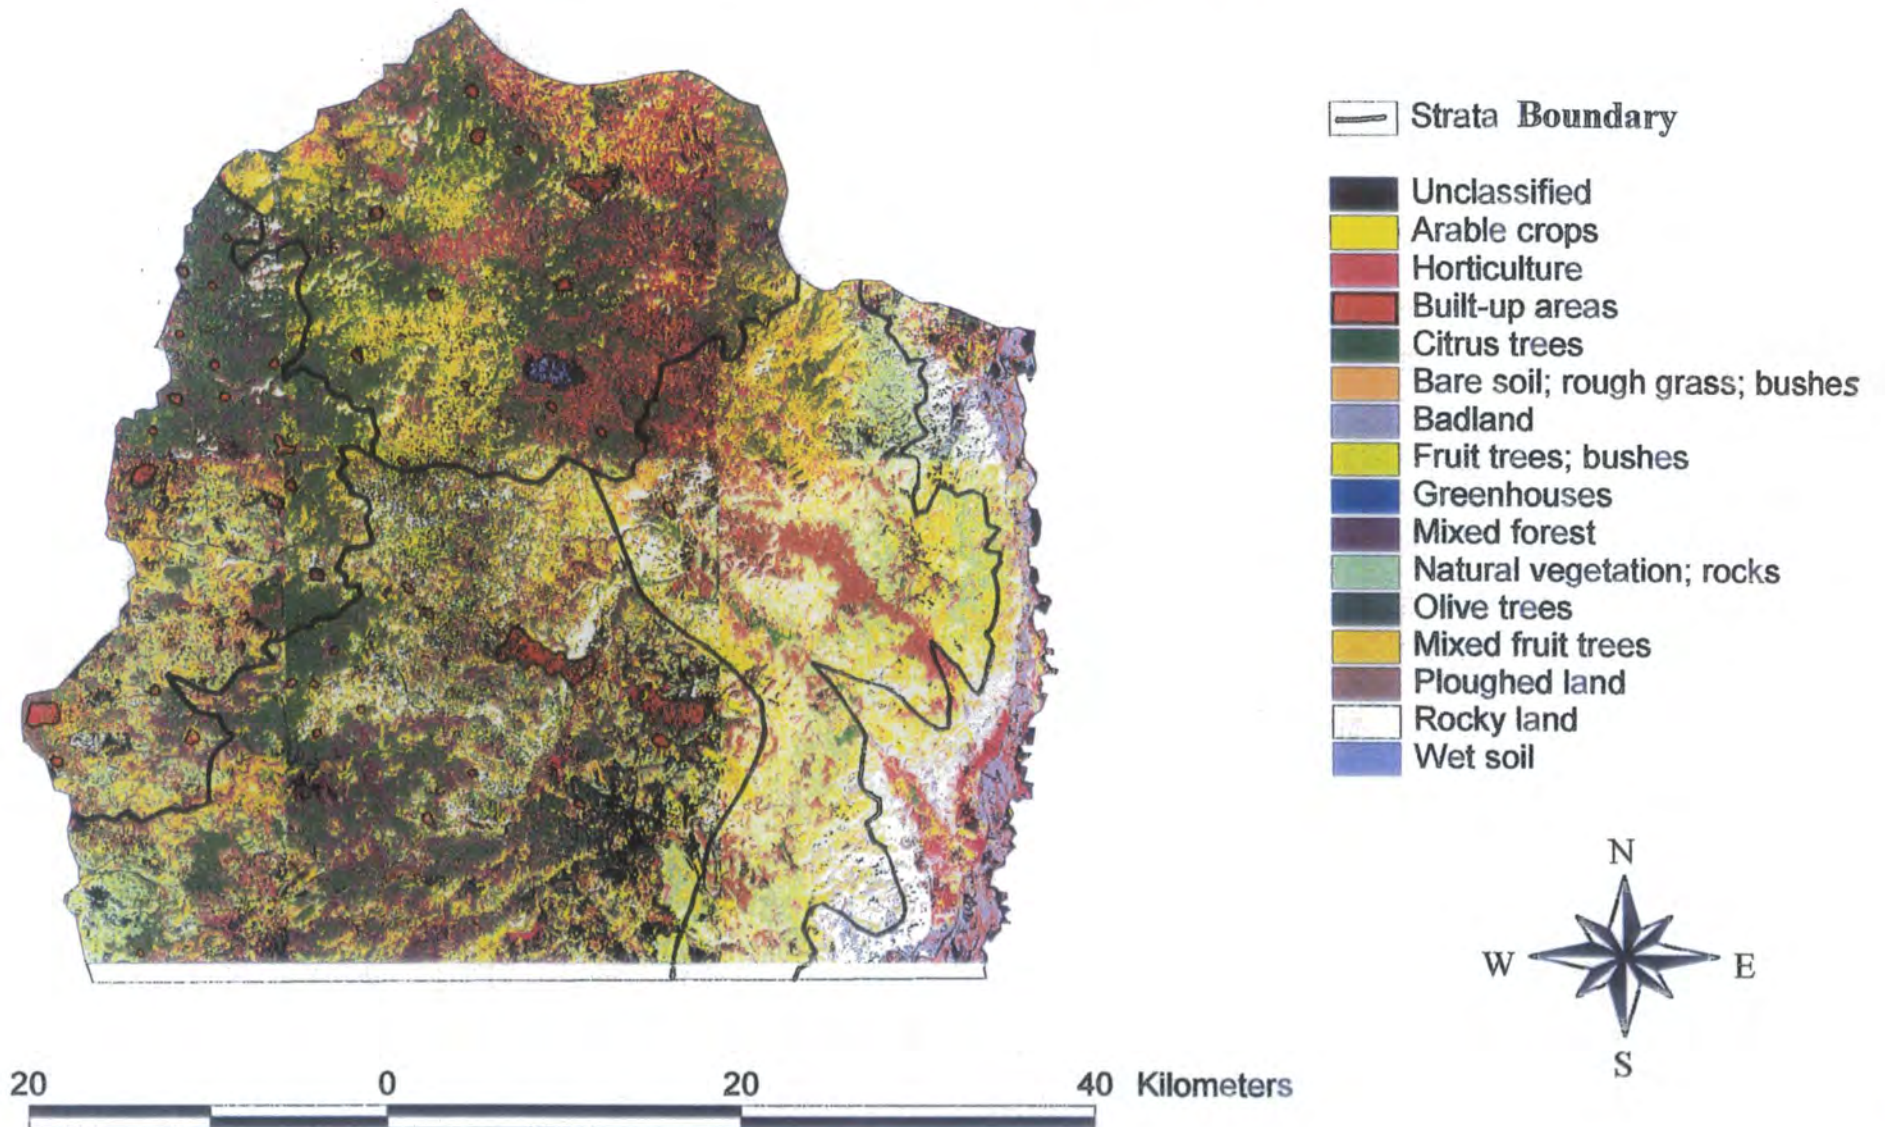 Strata Boundary
Unclassified
Arable crops
Horticulture
Built-up areas
Citrus trees
Bare soil; rough grass; bushes
Badland
Fruit trees; bushes
Greenhouses
Mixed forest
Natural vegetation; rocks
Olive trees
Mixed fruit trees
Ploughed land
Rocky land
Wet soil
N
W E
S
20 0 20 40 Kilometers